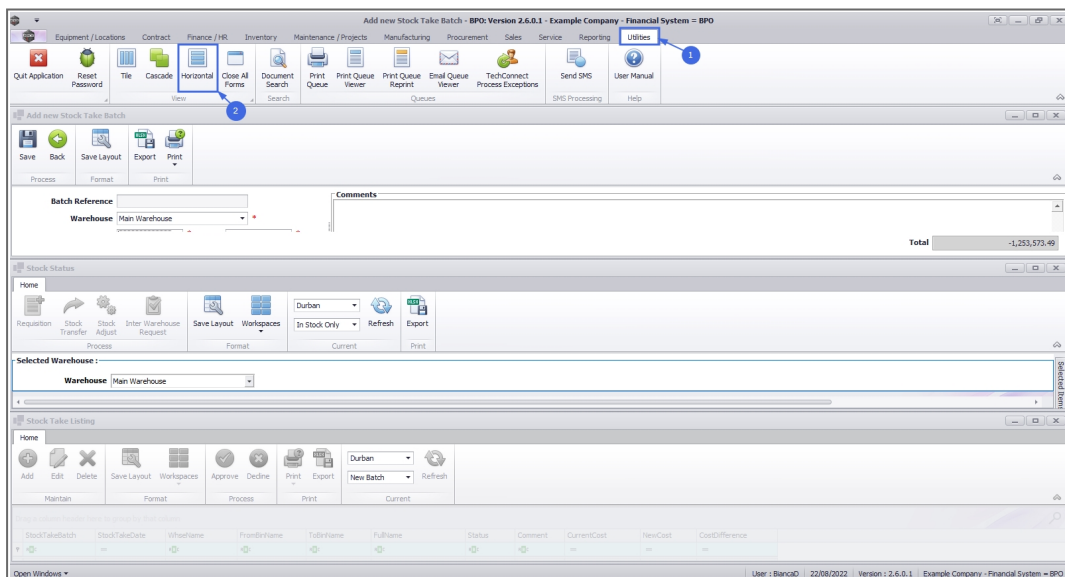 Add new Stock Take Batch - BPO: Version 2.6.0.1 - Example Company - Financial System = BPO
Equipment / Locations Contract Finance / HR Inventory Maintenance / Projects Manufacturing Procurement Sales Service Reporting Utilities
1
Quit Application Reset Password Tile Cascade Horizontal Close All Forms Document Search Print Queue Print Queue Viewer Print Queue Reprint Email Queue Viewer TechConnect Process Exceptions Send SMS User Manual
View Search Queues SMS Processing Help
2
Add new Stock Take Batch
Save Back Save Layout Export Print
Process Format Print
Batch Reference
Comments
Warehouse Main Warehouse *
Total -1,253,573.49
Stock Status
Home
Requisition Stock Transfer Stock Adjust Inter Warehouse Request Save Layout Workspaces Durban In Stock Only Refresh Export
Process Format Current Print
Selected Warehouse :
Warehouse Main Warehouse
Selected Items
Stock Take Listing
Home
Add Edit Delete Save Layout Workspaces Approve Decline Print Export Durban New Batch Refresh
Maintain Format Process Print Current
StockTakeBatch StockTakeDate WhseName FromBinName ToBinName FullName Status Comment CurrentCost NewCost CostDifference
Open Windows
User : BiancaD 22/08/2022 Version : 2.6.0.1 Example Company - Financial System = BPO